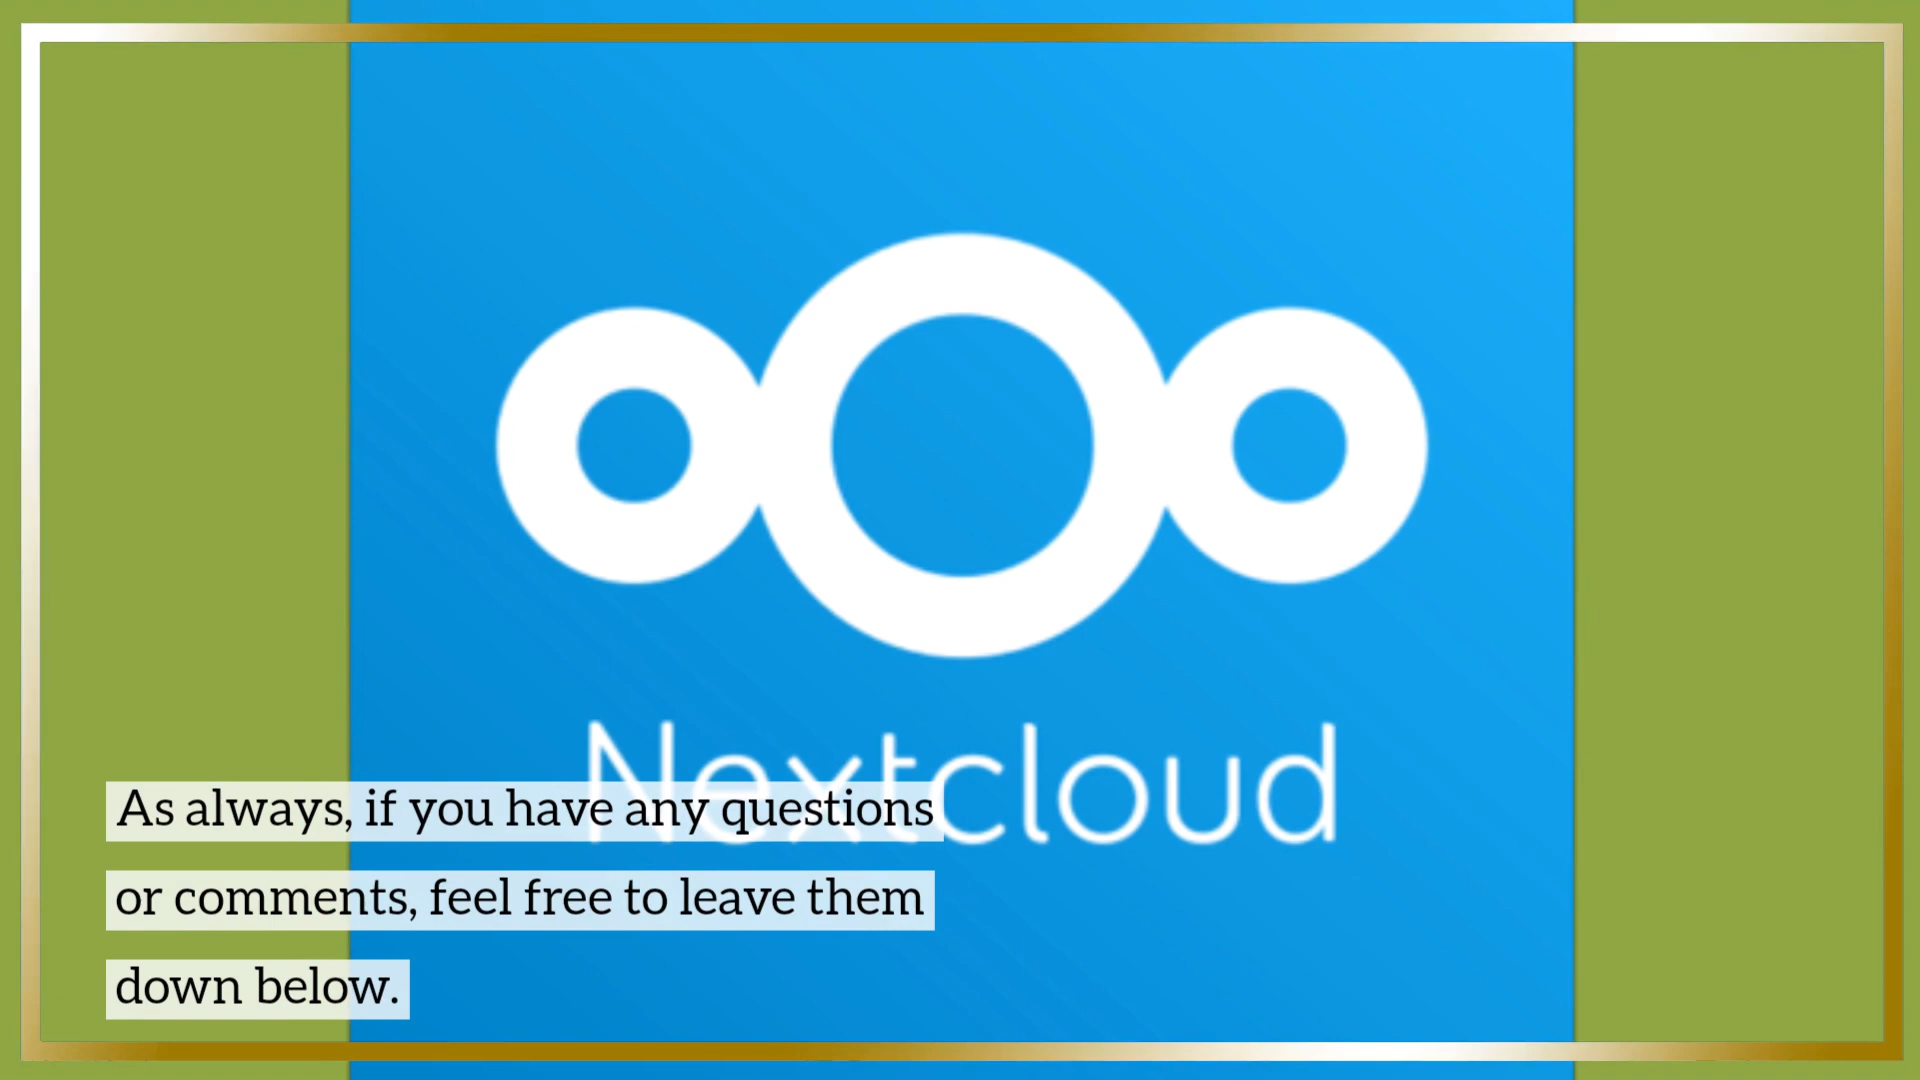 Nextcloud
As always, if you have any questions
or comments, feel free to leave them
down below.